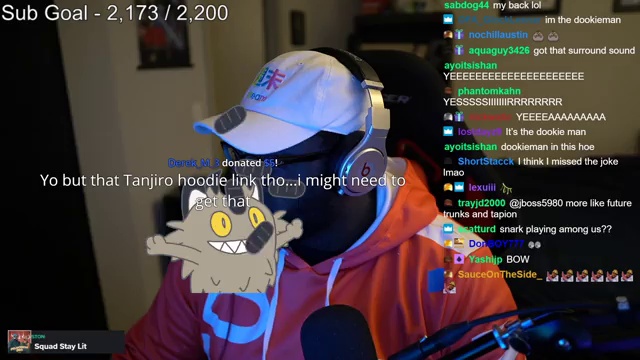 Sub Goal - 2,173 / 2,200
donated $5!
Yo but that Tanjiro hoodie link tho...i might need to
get that
sabdog44 my back lol
im the dookieman
nochillaustin
aquaguy3426 got that surround sound
ayoitsishan
YEEEEEEEEEEEEEEEEEEEEEE
phantomkahn
YESSSSSIIIIIIRRRRRRRR
YEEEEAAAAAAAAA
It's the dookie man
ayoitsishan dookieman in this hoe
ShortStacck I think I missed the joke
lmao
lexuiii
trayjd2000 @jboss5980 more like future
trunks and tapion
snark playing among us??
DonBOY777
Yashijp BOW
SauceOnTheSide_
Squad Stay Lit